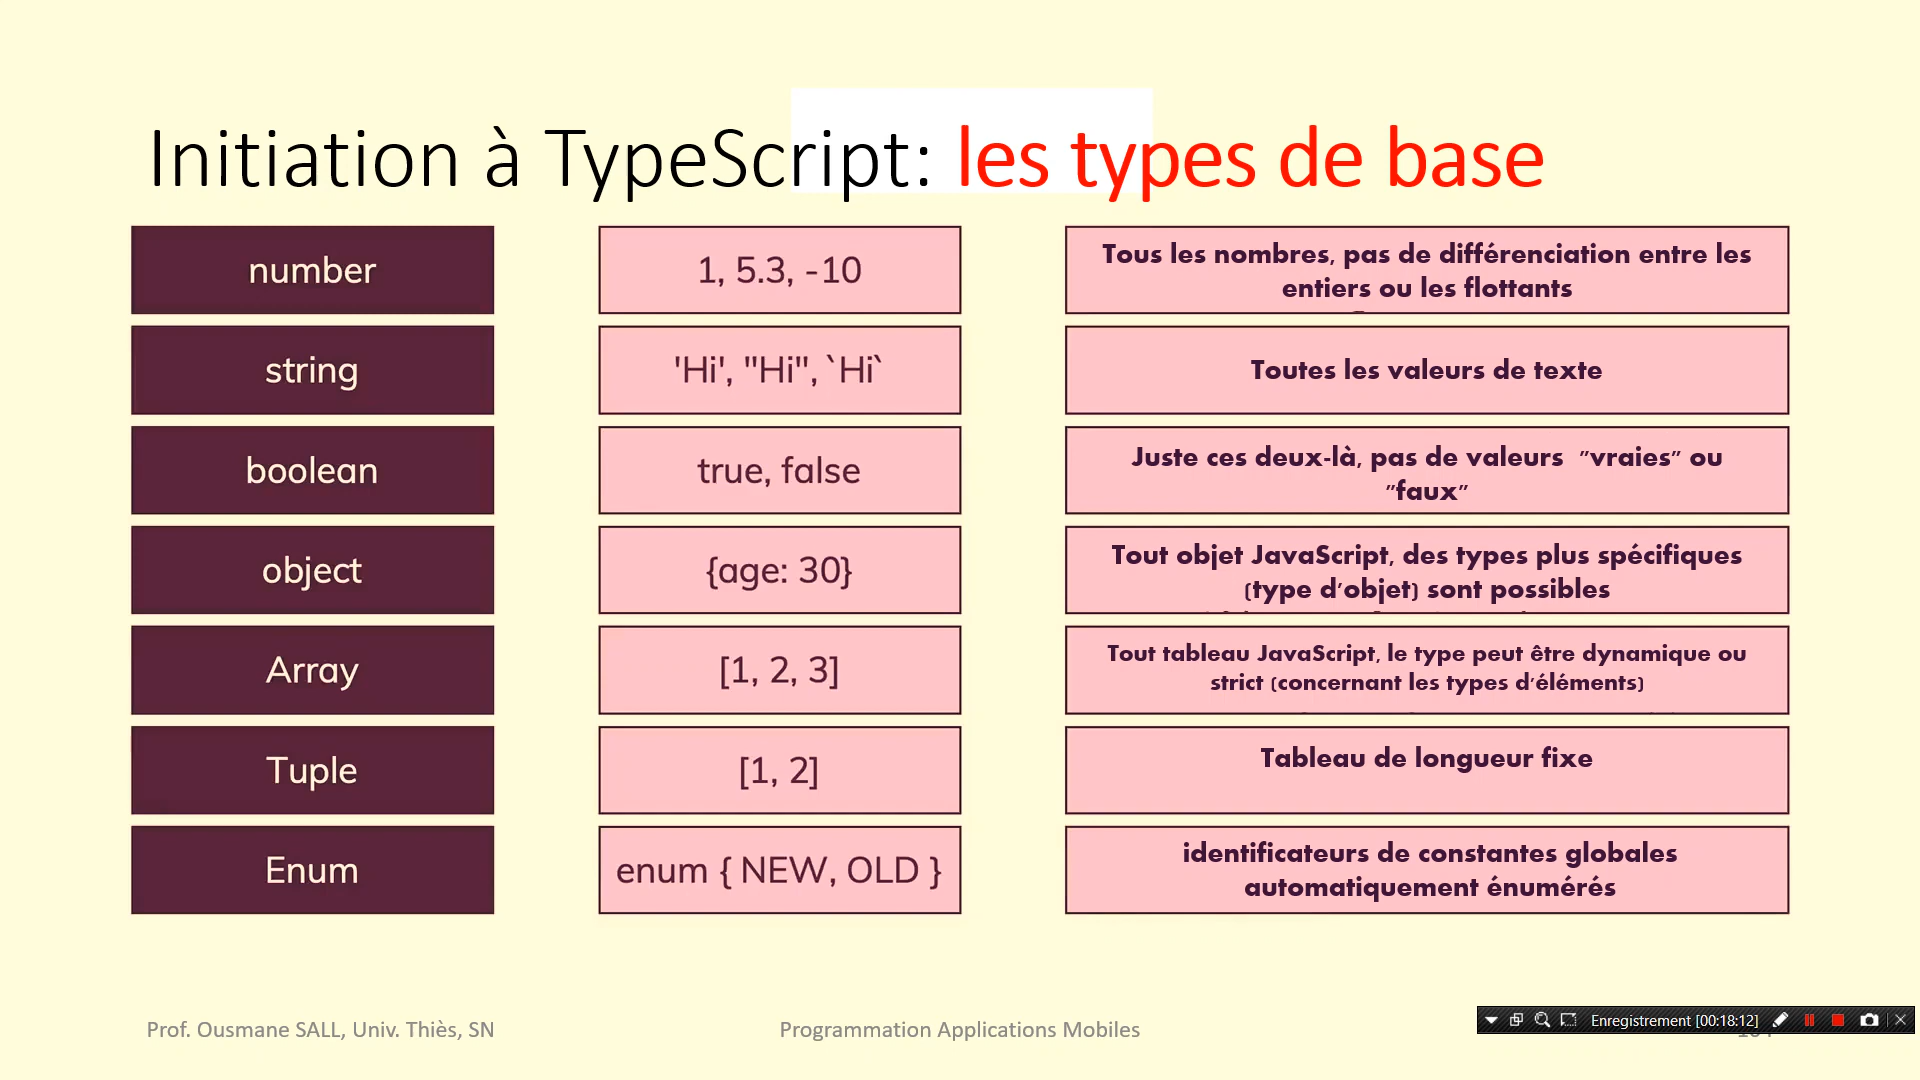 Initiation à TypeScript: les types de base
number
1, 5.3, -10
Tous les nombres, pas de différenciation entre les
entiers ou les flottants
string
'Hi', "Hi", `Hi`
Toutes les valeurs de texte
boolean
true, false
Juste ces deux-là, pas de valeurs "vraies" ou
"faux"
object
{age: 30}
Tout objet JavaScript, des types plus spécifiques
(type d'objet) sont possibles
Array
[1, 2, 3]
Tout tableau JavaScript, le type peut être dynamique ou
strict (concernant les types d'éléments)
Tuple
[1, 2]
Tableau de longueur fixe
Enum
enum { NEW, OLD }
identificateurs de constantes globales
automatiquement énumérés
Prof. Ousmane SALL, Univ. Thiès, SN
Programmation Applications Mobiles
Enregistrement [00:18:12]